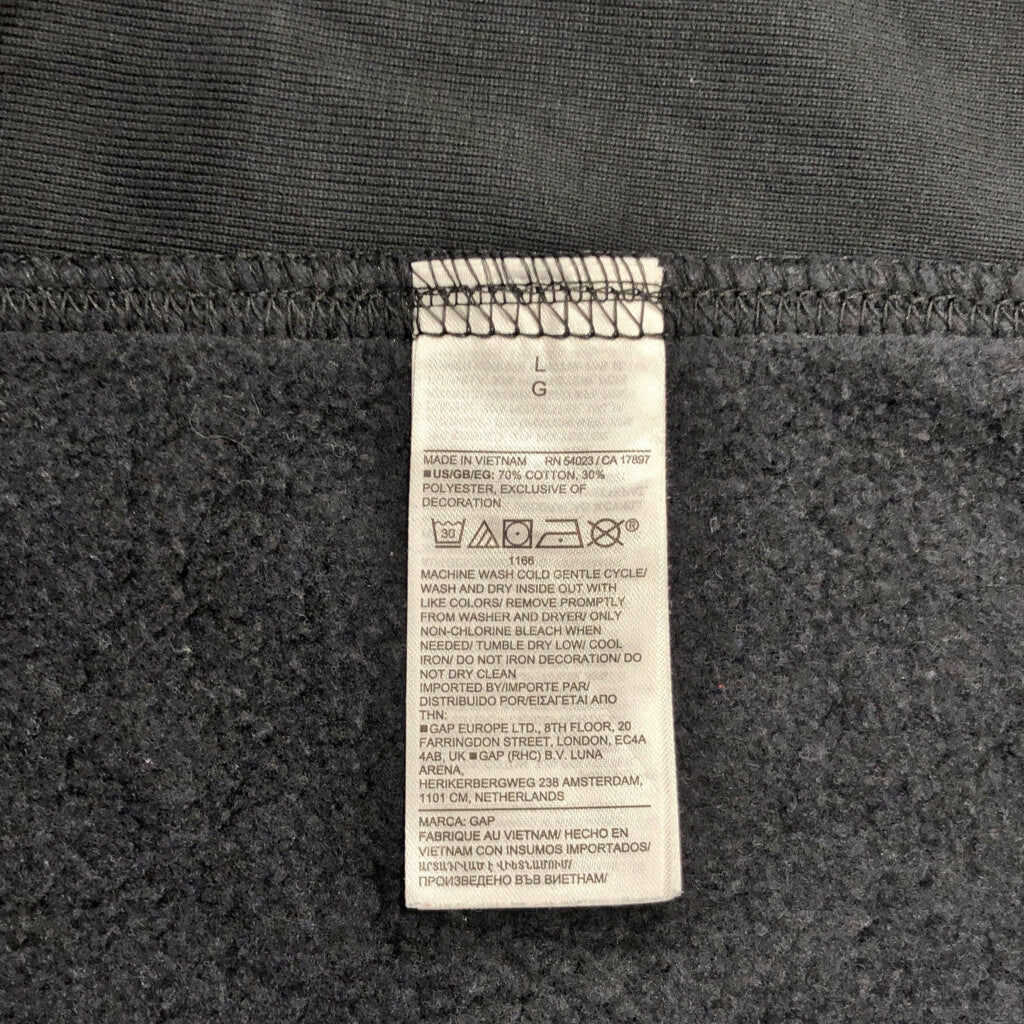 L
G
MADE IN VIETNAM RN 54023 / CA 17897
■US/GB/EG: 70% COTTON, 30%
POLYESTER, EXCLUSIVE OF
DECORATION
30 ®
1166
MACHINE WASH COLD GENTLE CYCLE/
WASH AND DRY INSIDE OUT WITH
LIKE COLORS/ REMOVE PROMPTLY
FROM WASHER AND DRYER/ ONLY
NON-CHLORINE BLEACH WHEN
NEEDED/ TUMBLE DRY LOW/ COOL
IRON/ DO NOT IRON DECORATION/ DO
NOT DRY CLEAN
IMPORTED BY/IMPORTE PAR/
DISTRIBUIDO POR/ΕΙΣΑΓΕΤΑΙ ΑΠΟ
ΤΗΝ:
■GAP EUROPE LTD., 8TH FLOOR, 20
FARRINGDON STREET, LONDON, EC4A
4AB, UK ■GAP (RHC) B.V. LUNA
ARENA,
HERIKERBERGWEG 238 AMSTERDAM,
1101 CM, NETHERLANDS
MARCA: GAP
FABRIQUE AU VIETNAM/ HECHO EN
VIETNAM CON INSUMOS IMPORTADOS/
ԱՐՏԱԴՐՎԱԾ Է ՎԻԵՏՆԱՄՈՒՄ/
ПРОИЗВЕДЕНО ВЪВ ВИЕТНАМ/